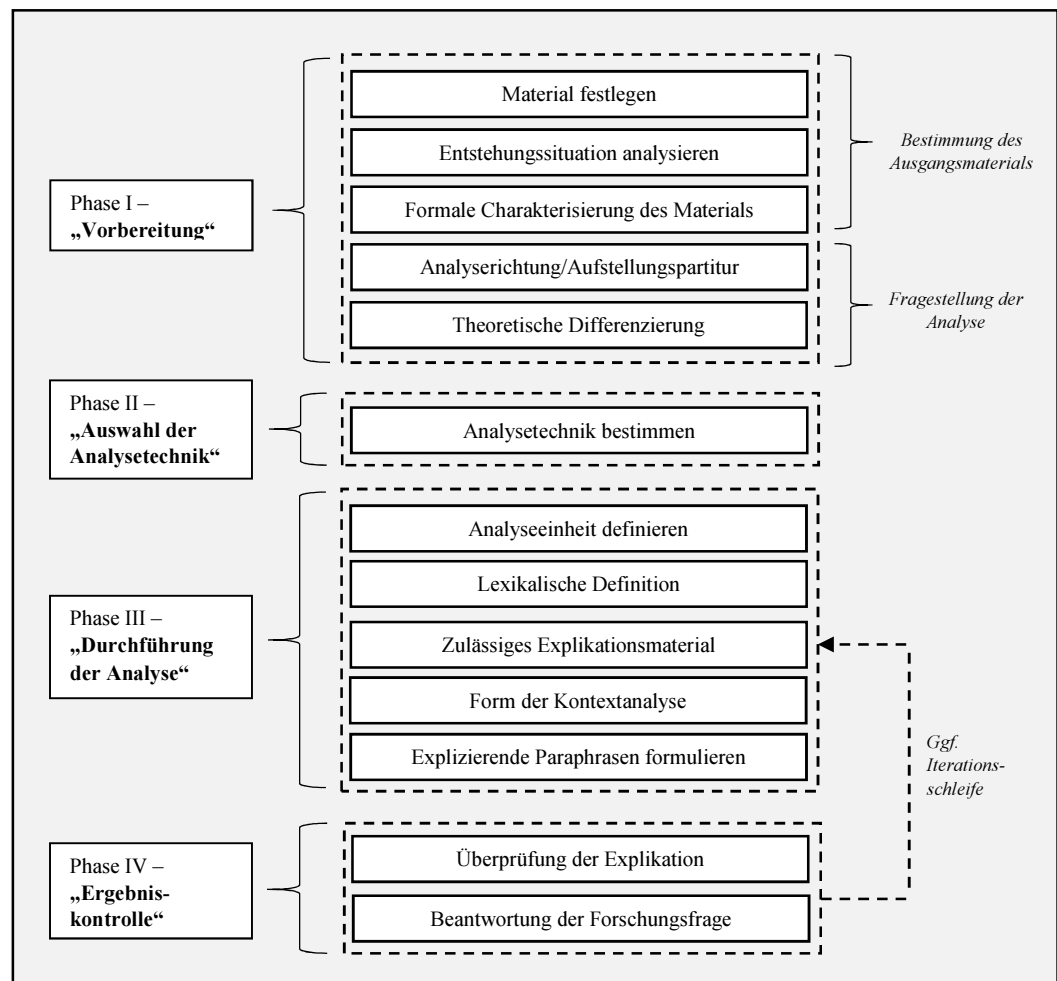 Phase I –
„Vorbereitung“
Material festlegen
Entstehungssituation analysieren
Formale Charakterisierung des Materials
Analyserichtung/Aufstellungspartitur
Theoretische Differenzierung
Bestimmung des
Ausgangsmaterials
Fragestellung der
Analyse
Phase II –
„Auswahl der
Analysetechnik“
Analysetechnik bestimmen
Phase III –
„Durchführung
der Analyse“
Analyseeinheit definieren
Lexikalische Definition
Zulässiges Explikationsmaterial
Form der Kontextanalyse
Explizierende Paraphrasen formulieren
Ggf.
Iterations-
schleife
Phase IV –
„Ergebnis-
kontrolle“
Überprüfung der Explikation
Beantwortung der Forschungsfrage